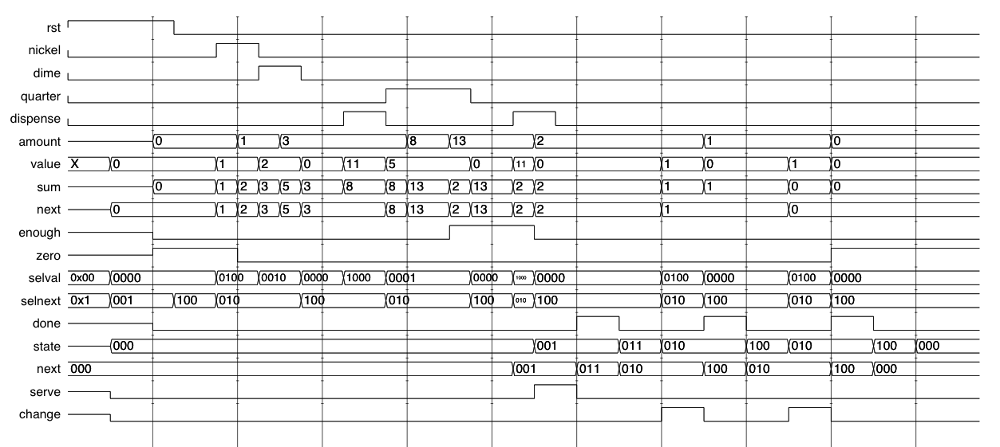 rst
nickel
dime
quarter
dispense
amount 0 1 3 8 13 2 1 0
value X 0 1 2 0 11 5 0 11 0 1 0 1 0
sum 0 1 2 3 5 3 8 8 13 2 13 2 2 1 1 0 0
next 0 1 2 3 5 3 8 13 2 13 2 2 1 0
enough
zero
selval 0x00 0000 0100 0010 0000 1000 0001 0000 1000 0000 0100 0000 0100 0000
selnext 0x1 001 100 010 100 010 100 010 100 010 100 010 100
done
state 000 001 011 010 100 010 100 000
next 000 001 011 010 100 010 100 000
serve
change